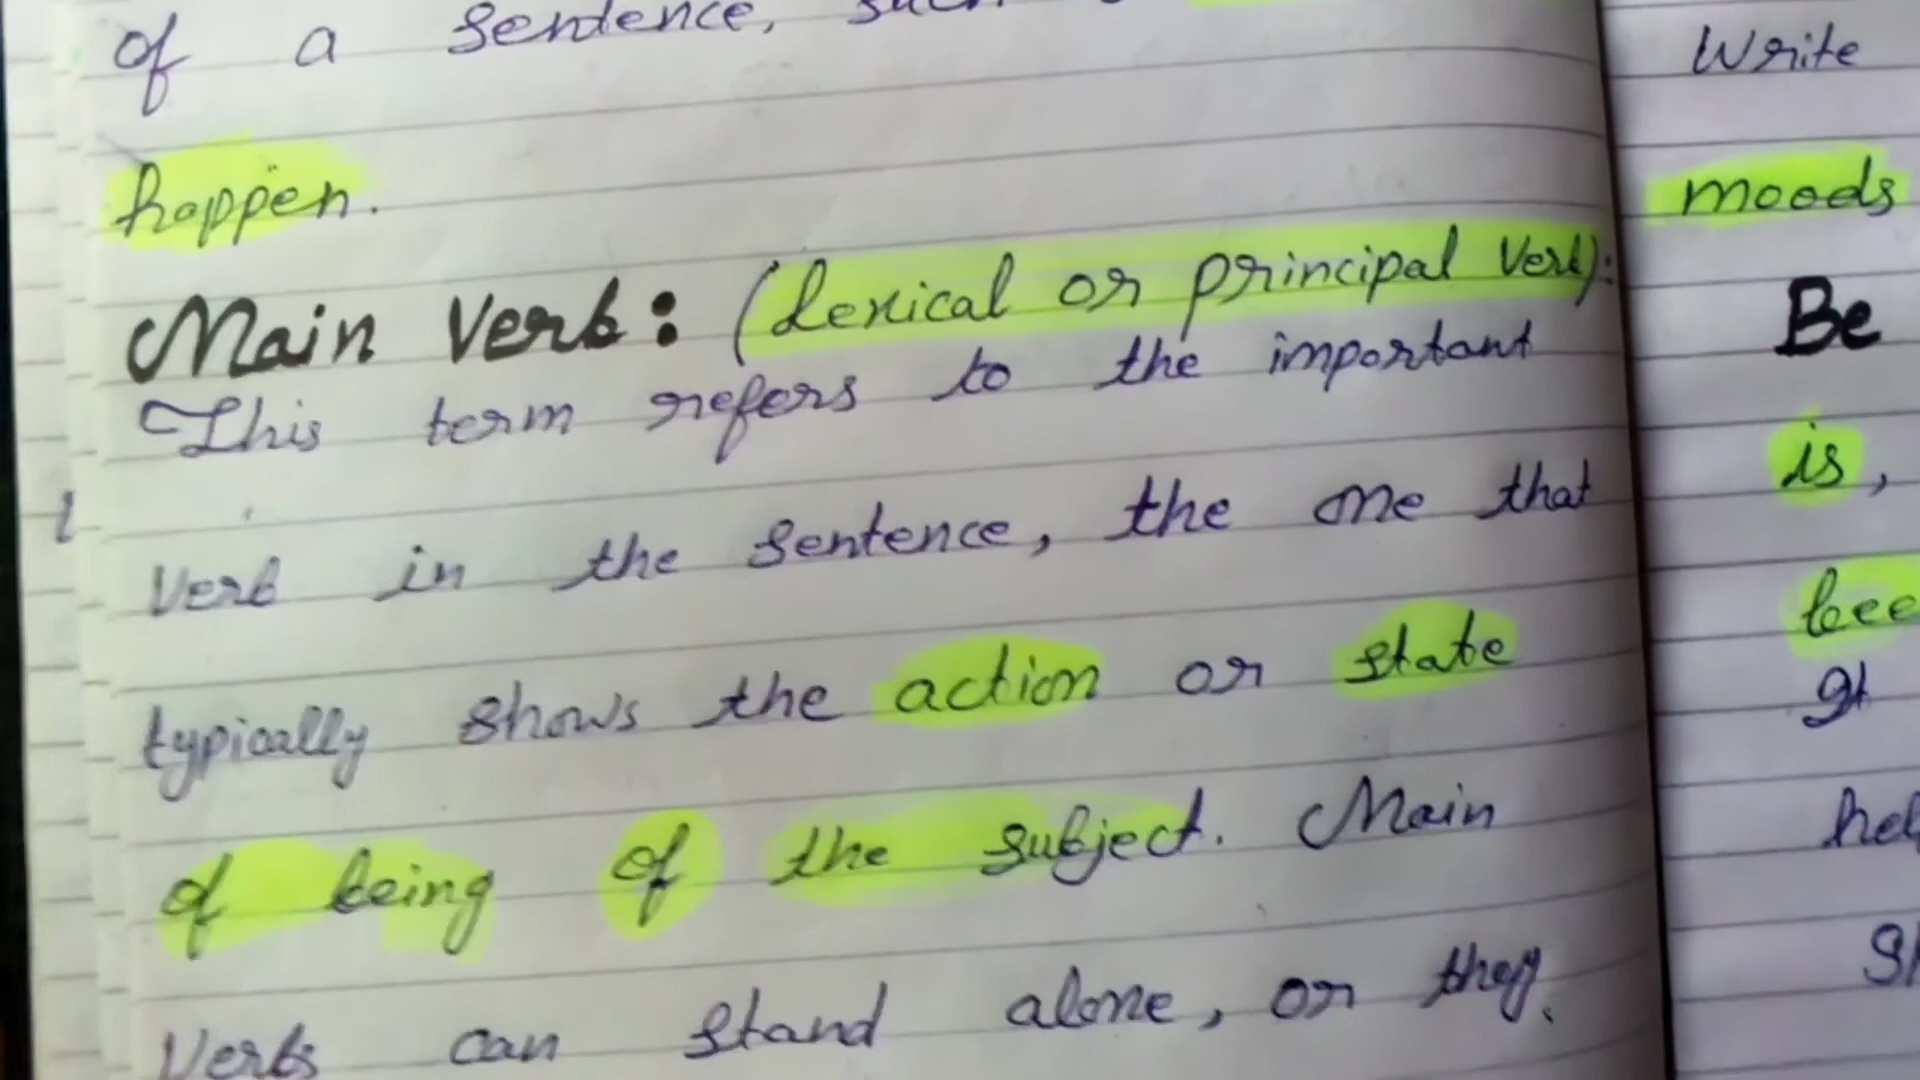 of a sentence,
happen.
Main Verb: (Lexical or principal Verb):
This term refers to the important
Verb in the sentence, the one that
typically shows the action or state
of being of the subject. Main
Verbs can stand alone, or they
Write
moods
Be
is,